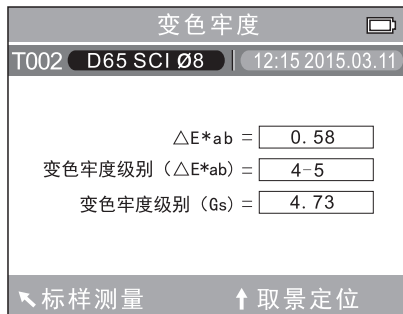 变色牢度
T002 D65 SCI Ø8 12:15 2015.03.11
△E*ab = 0.58
变色牢度级别（△E*ab）= 4-5
变色牢度级别（Gs）= 4.73
↖标样测量 ↑取景定位